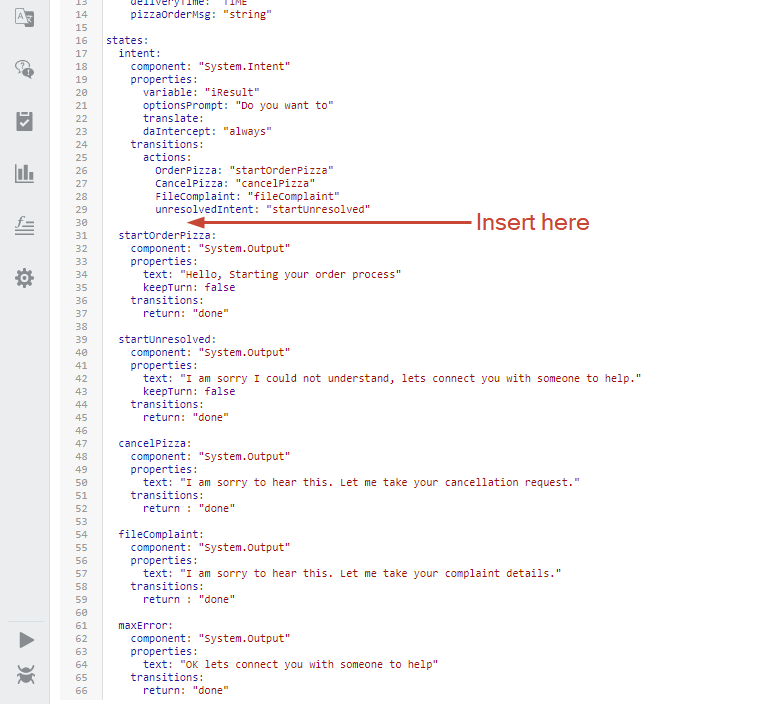 13 deliveryTime: "TIME"
14 pizzaOrderMsg: "string"
15
16 states:
17 intent:
18 component: "System.Intent"
19 properties:
20 variable: "iResult"
21 optionsPrompt: "Do you want to"
22 translate:
23 daIntercept: "always"
24 transitions:
25 actions:
26 OrderPizza: "startOrderPizza"
27 CancelPizza: "cancelPizza"
28 FileComplaint: "fileComplaint"
29 unresolvedIntent: "startUnresolved"
30 Insert here
31 startOrderPizza:
32 component: "System.Output"
33 properties:
34 text: "Hello, Starting your order process"
35 keepTurn: false
36 transitions:
37 return: "done"
38
39 startUnresolved:
40 component: "System.Output"
41 properties:
42 text: "I am sorry I could not understand, lets connect you with someone to help."
43 keepTurn: false
44 transitions:
45 return: "done"
46
47 cancelPizza:
48 component: "System.Output"
49 properties:
50 text: "I am sorry to hear this. Let me take your cancellation request."
51 transitions:
52 return : "done"
53
54 fileComplaint:
55 component: "System.Output"
56 properties:
57 text: "I am sorry to hear this. Let me take your complaint details."
58 transitions:
59 return : "done"
60
61 maxError:
62 component: "System.Output"
63 properties:
64 text: "OK lets connect you with someone to help"
65 transitions:
66 return: "done"